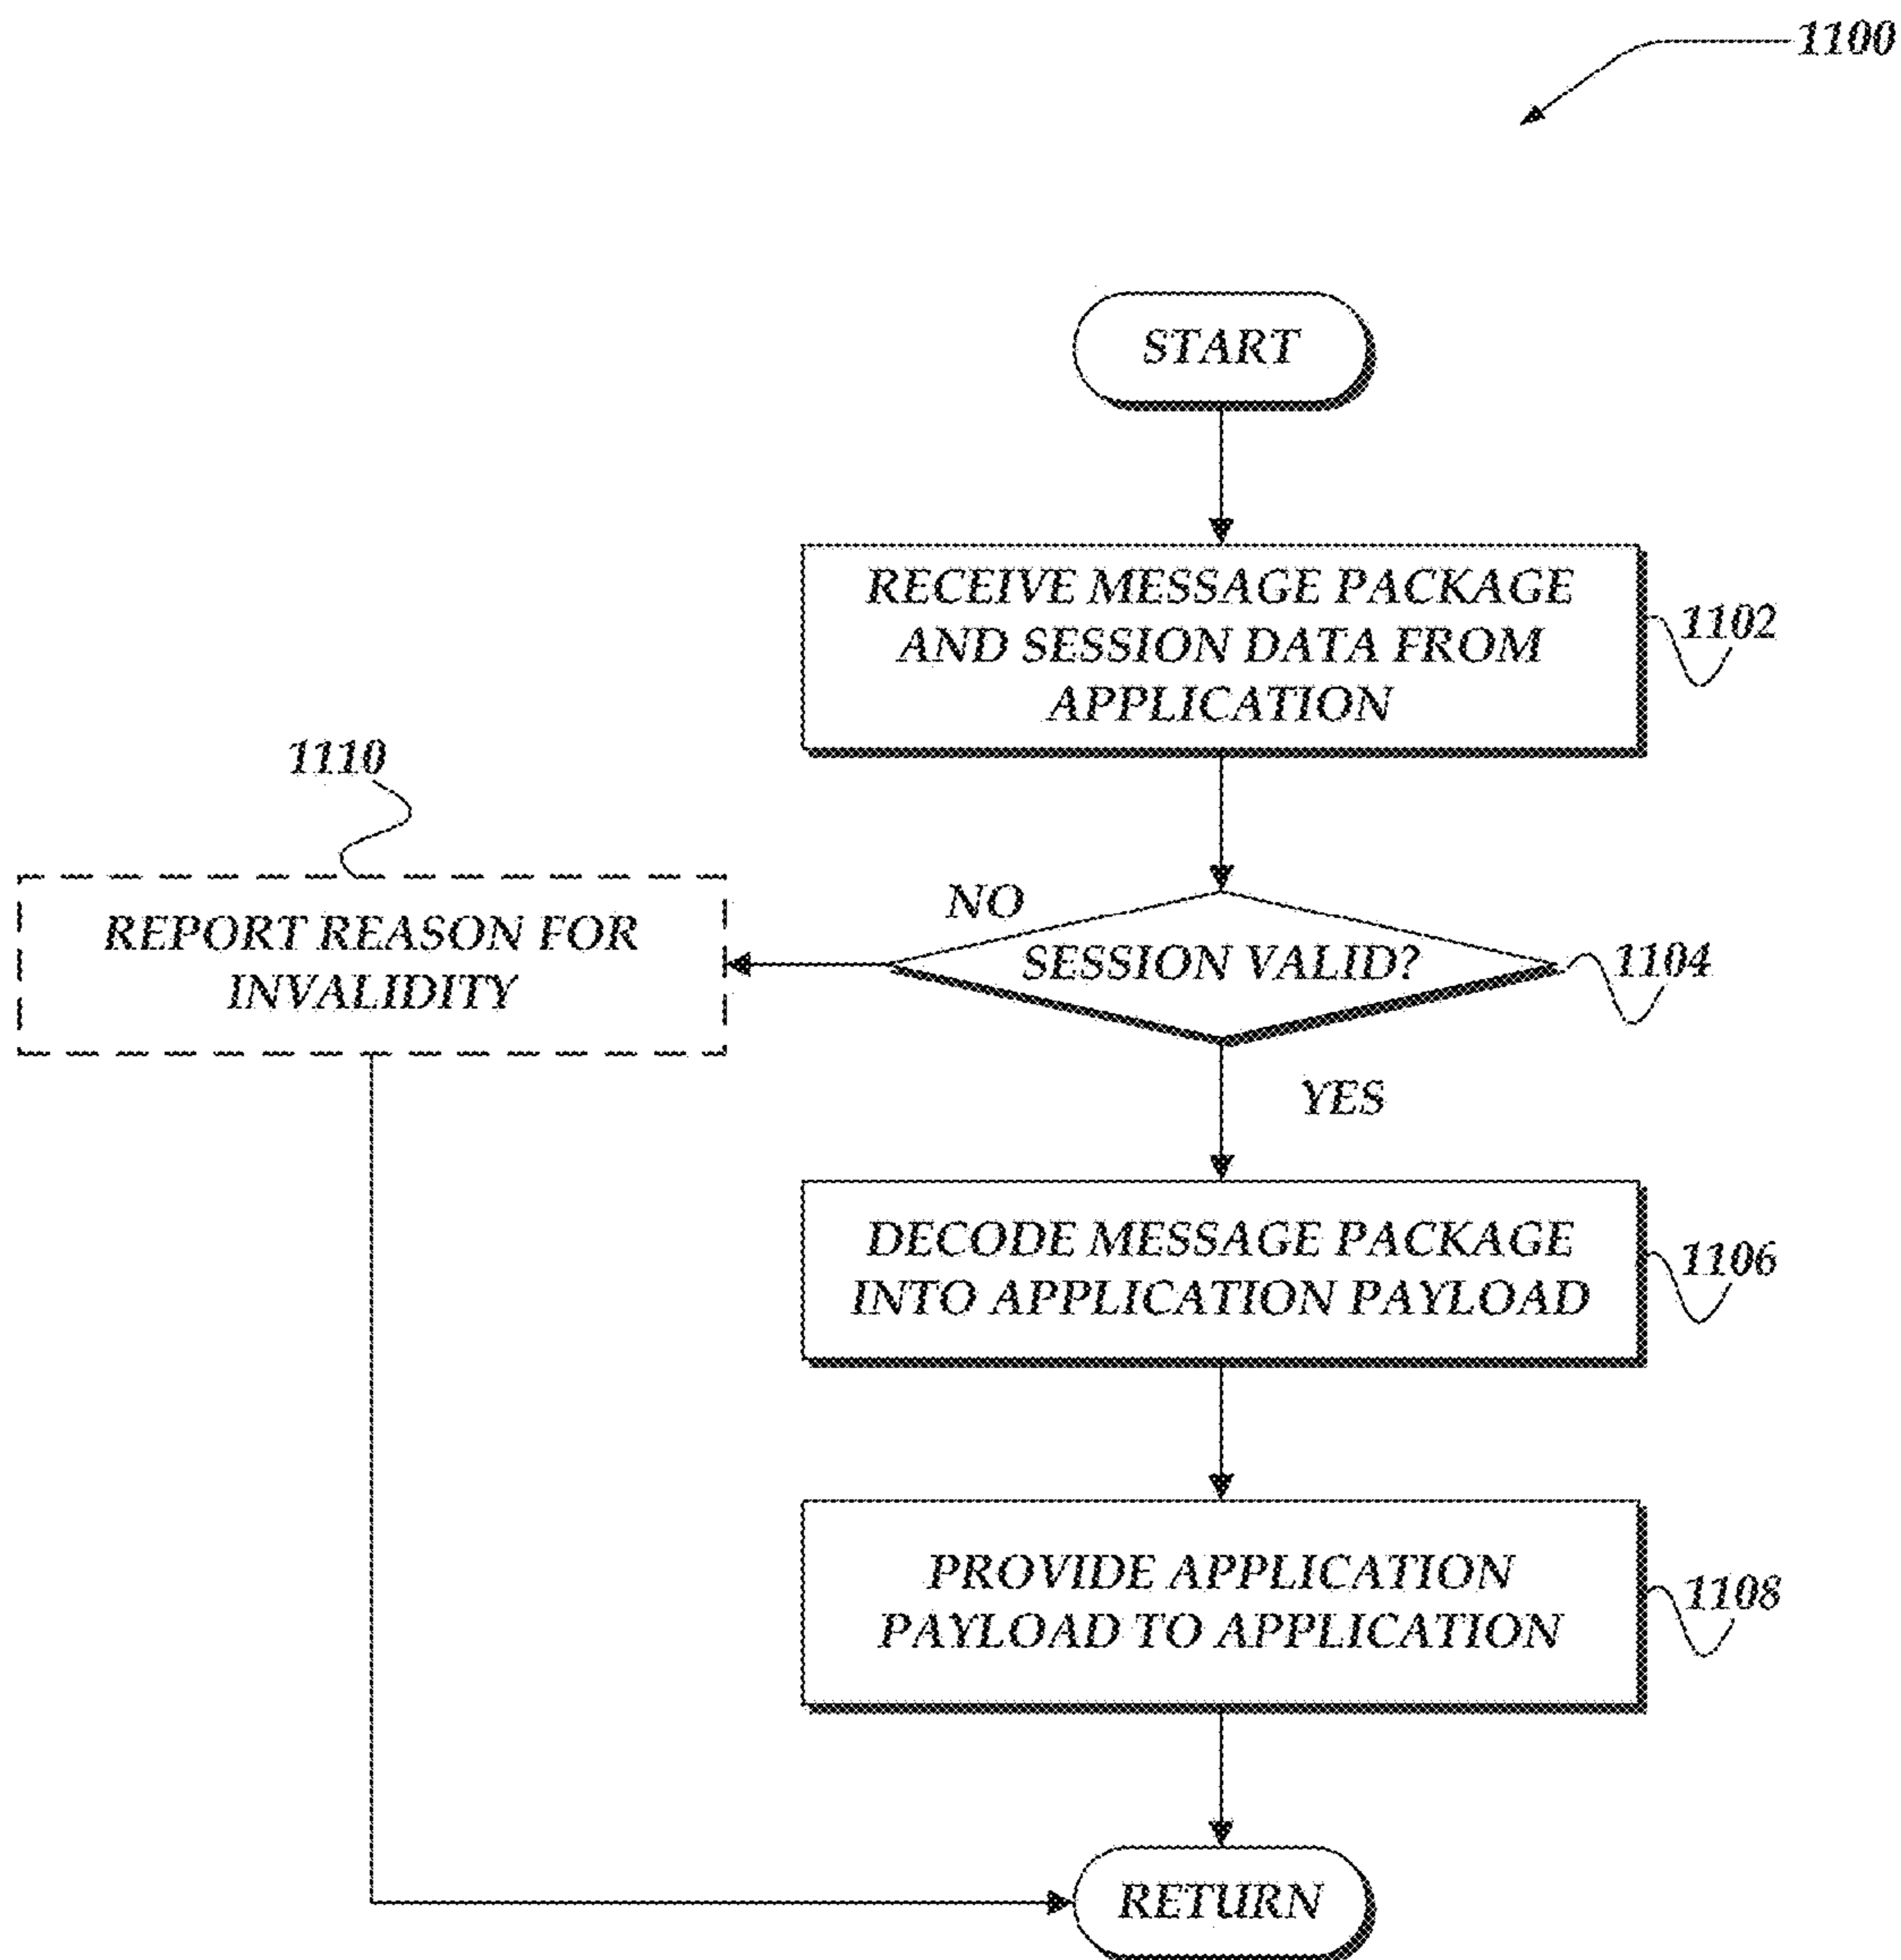 1100
START
RECEIVE MESSAGE PACKAGE
AND SESSION DATA FROM
APPLICATION
1102
1110
REPORT REASON FOR
INVALIDITY
NO
SESSION VALID?
1104
YES
DECODE MESSAGE PACKAGE
INTO APPLICATION PAYLOAD
1106
PROVIDE APPLICATION
PAYLOAD TO APPLICATION
1108
RETURN